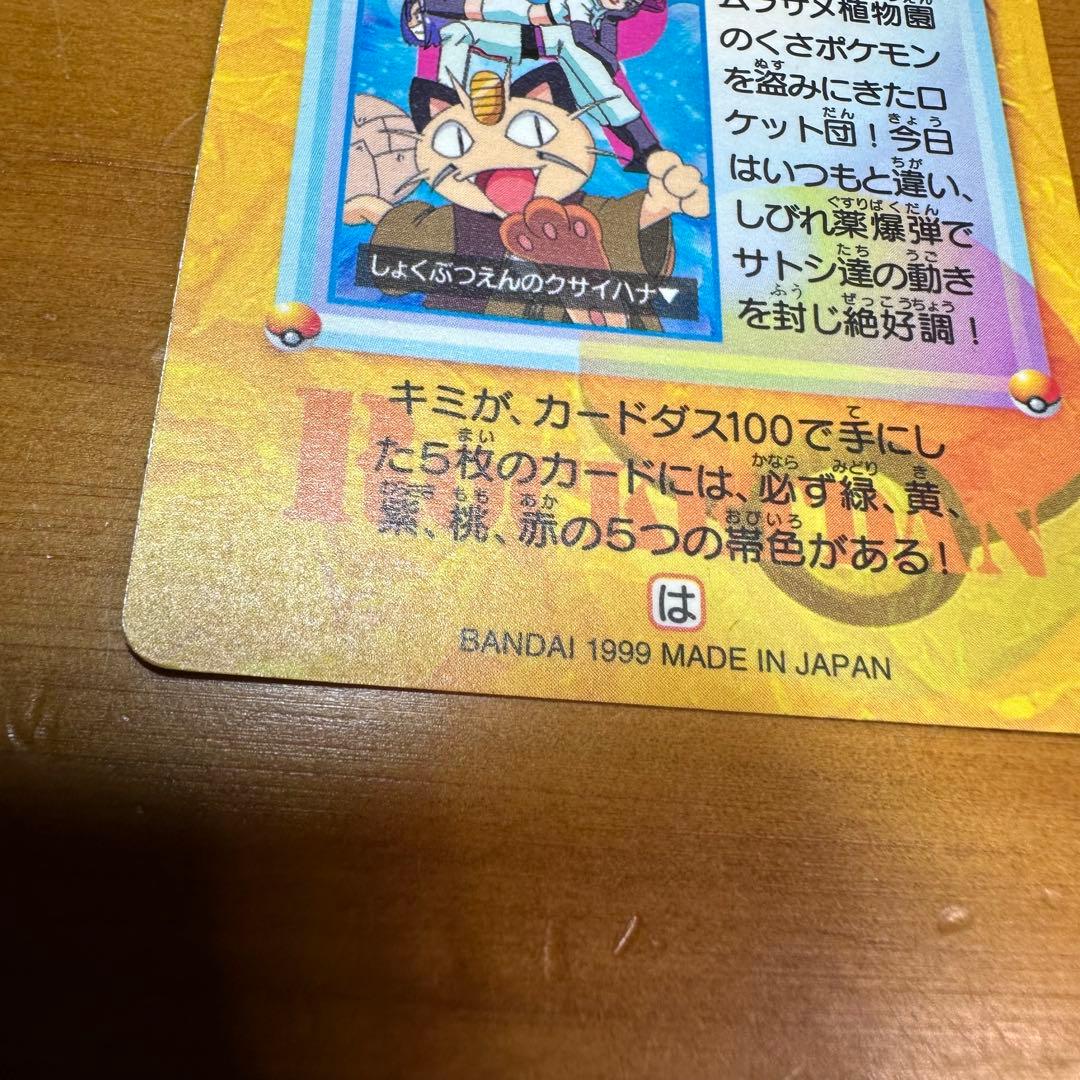 ムラサメ植物園
のくさポケモン
を盗みにきたロ
ケット団！今日
はいつもと違い、
しびれ薬爆弾で
サトシ達の動き
を封じ絶好調！
しょくぶつえんのクサイハナ▼
キミが、カードダス100で手にし
た5枚のカードには、必ず緑、黄、
紫、桃、赤の5つの帯色がある！
は
BANDAI 1999 MADE IN JAPAN